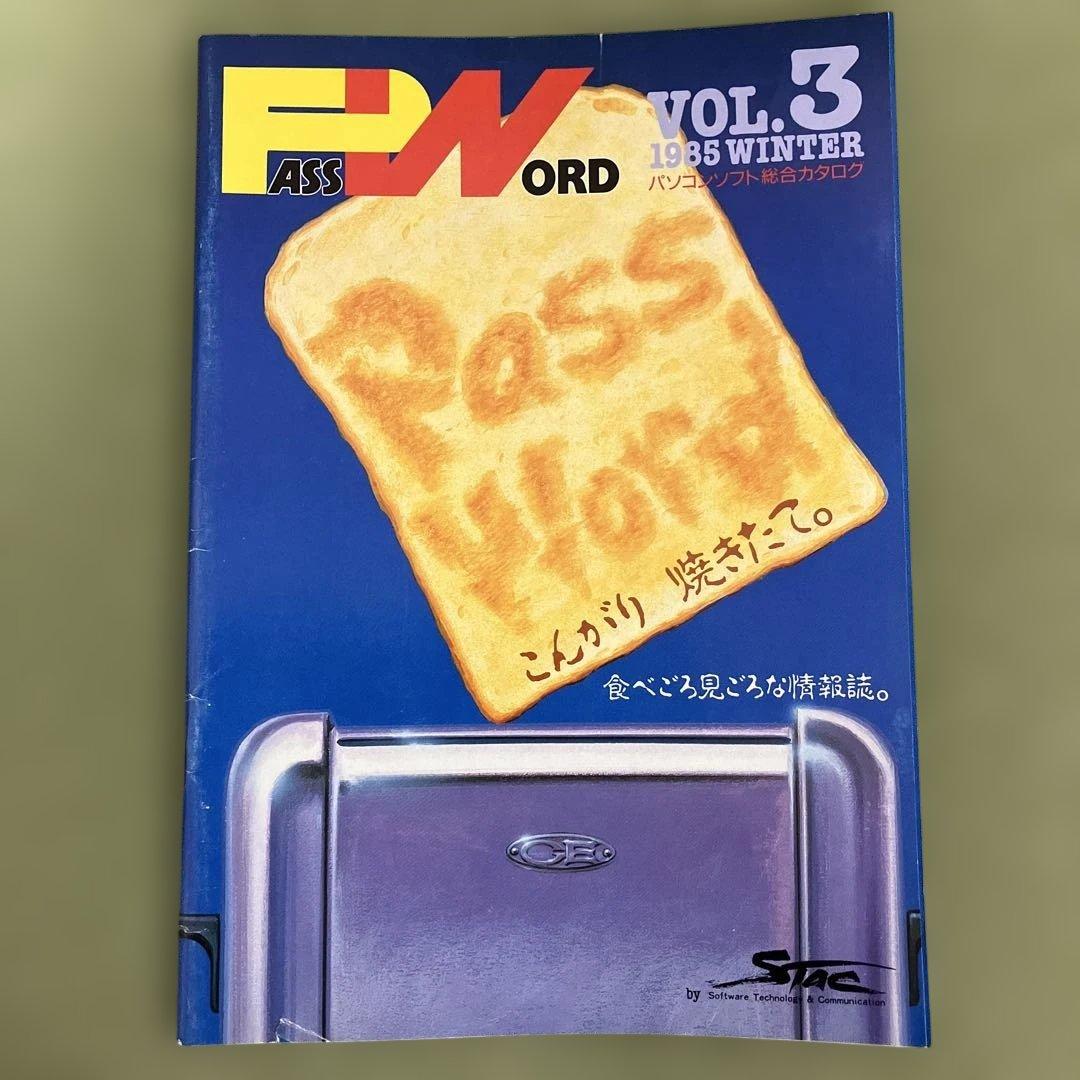 PASS WORD
VOL.3
1985 WINTER
パソコンソフト総合カタログ
Pass
Word
こんがり 焼きたて。
食べごろ見ごろな情報誌。
GE
STAC
by Software Technology & Communication